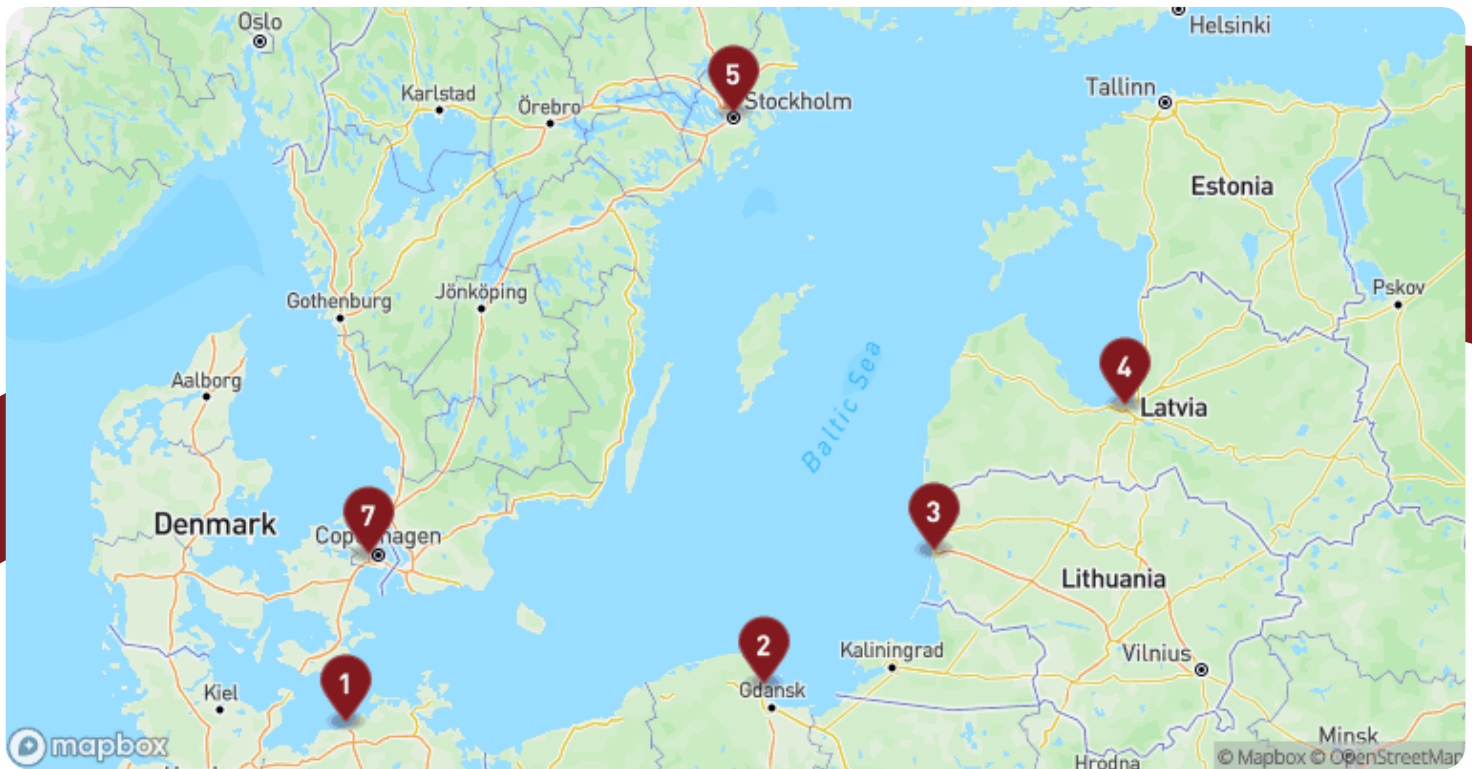 Oslo
Helsinki
5
Karlstad
Örebro
Stockholm
Tallinn
Estonia
Gothenburg
Jönköping
Pskov
Aalborg
Baltic Sea
4
Latvia
7
3
Denmark
Copenhagen
Lithuania
2
Kaliningrad
Vilnius
1
Kiel
Gdansk
mapbox
Minsk
© Mapbox © OpenStreetMap
Hrodna